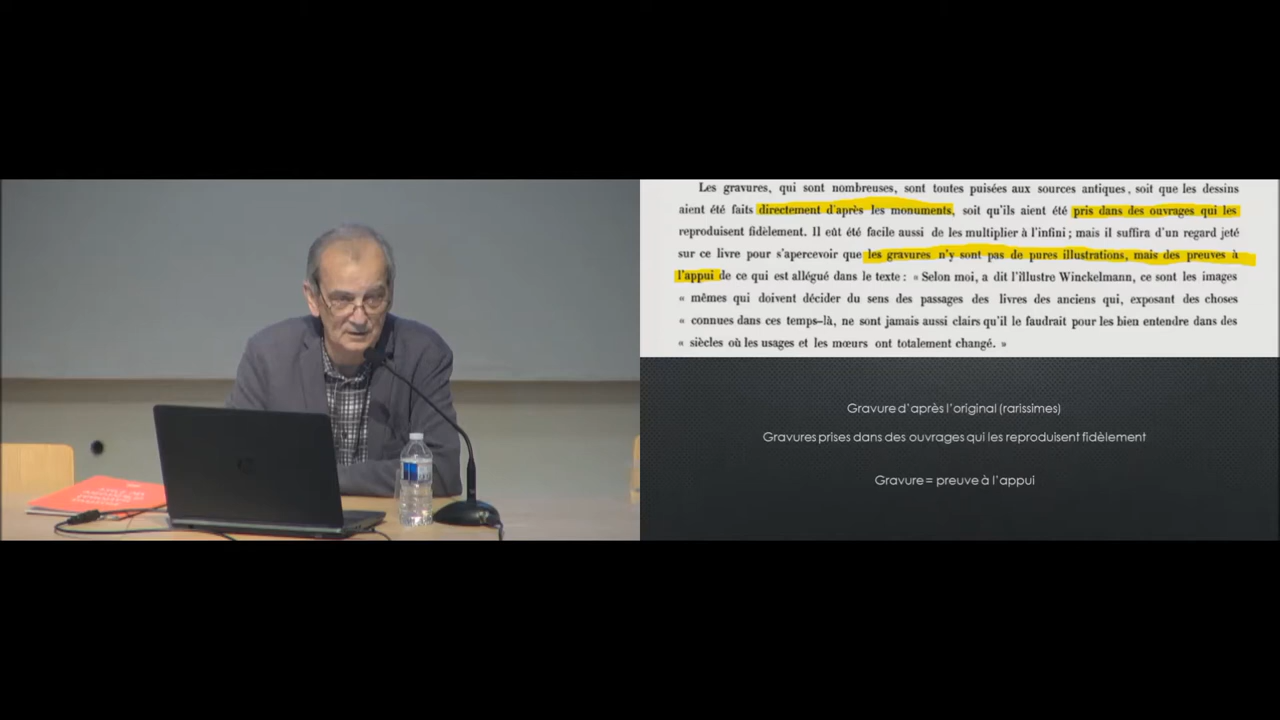 Les gravures, qui sont nombreuses, sont toutes puisées aux sources antiques, soit que les dessins
aient été faits directement d'après les monuments, soit qu'ils aient été pris dans des ouvrages qui les
reproduisent fidèlement. Il eût été facile aussi de les multiplier à l'infini ; mais il suffira d'un regard jeté
sur ce livre pour s'apercevoir que les gravures n'y sont pas de pures illustrations, mais des preuves à
l'appui de ce qui est allégué dans le texte : « Selon moi, a dit l'illustre Winckelmann, ce sont les images
« mêmes qui doivent décider du sens des passages des livres des anciens qui, exposant des choses
« connues dans ces temps-là, ne sont jamais aussi clairs qu'il le faudrait pour les bien entendre dans des
« siècles où les usages et les mœurs ont totalement changé. »
Gravure d'après l'original (rarissimes)
Gravures prises dans des ouvrages qui les reproduisent fidèlement
Gravure = preuve à l'appui